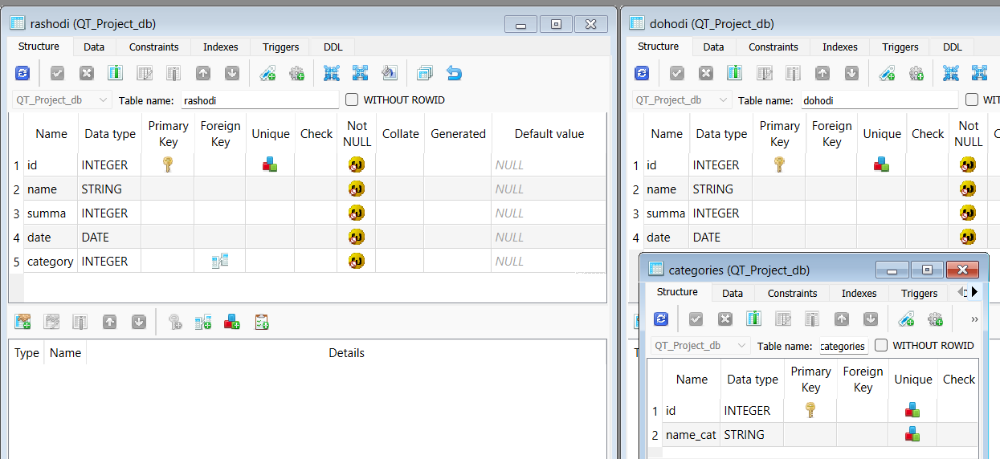 rashodi (QT_Project_db)
Structure Data Constraints Indexes Triggers DDL
QT_Project_db Table name: rashodi WITHOUT ROWID
Name Data type Primary Key Foreign Key Unique Check Not NULL Collate Generated Default value
1 id INTEGER NULL
2 name STRING NULL
3 summa INTEGER NULL
4 date DATE NULL
5 category INTEGER NULL
Type Name Details
dohodi (QT_Project_db)
Structure Data Constraints Indexes Triggers DDL
QT_Project_db Table name: dohodi
Name Data type Primary Key Foreign Key Unique Check Not NULL
1 id INTEGER
2 name STRING
3 summa INTEGER
4 date DATE
categories (QT_Project_db)
Structure Data Constraints Indexes Triggers
QT_Project_db Table name: categories WITHOUT ROWID
Name Data type Primary Key Foreign Key Unique Check
1 id INTEGER
2 name_cat STRING